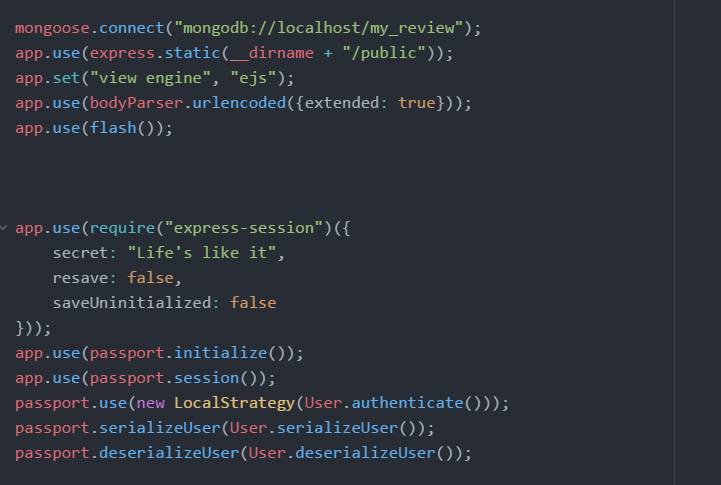 mongoose.connect("mongodb://localhost/my_review");
app.use(express.static(__dirname + "/public"));
app.set("view engine", "ejs");
app.use(bodyParser.urlencoded({extended: true}));
app.use(flash());
app.use(require("express-session")({
    secret: "Life's like it",
    resave: false,
    saveUninitialized: false
}));
app.use(passport.initialize());
app.use(passport.session());
passport.use(new LocalStrategy(User.authenticate()));
passport.serializeUser(User.serializeUser());
passport.deserializeUser(User.deserializeUser());